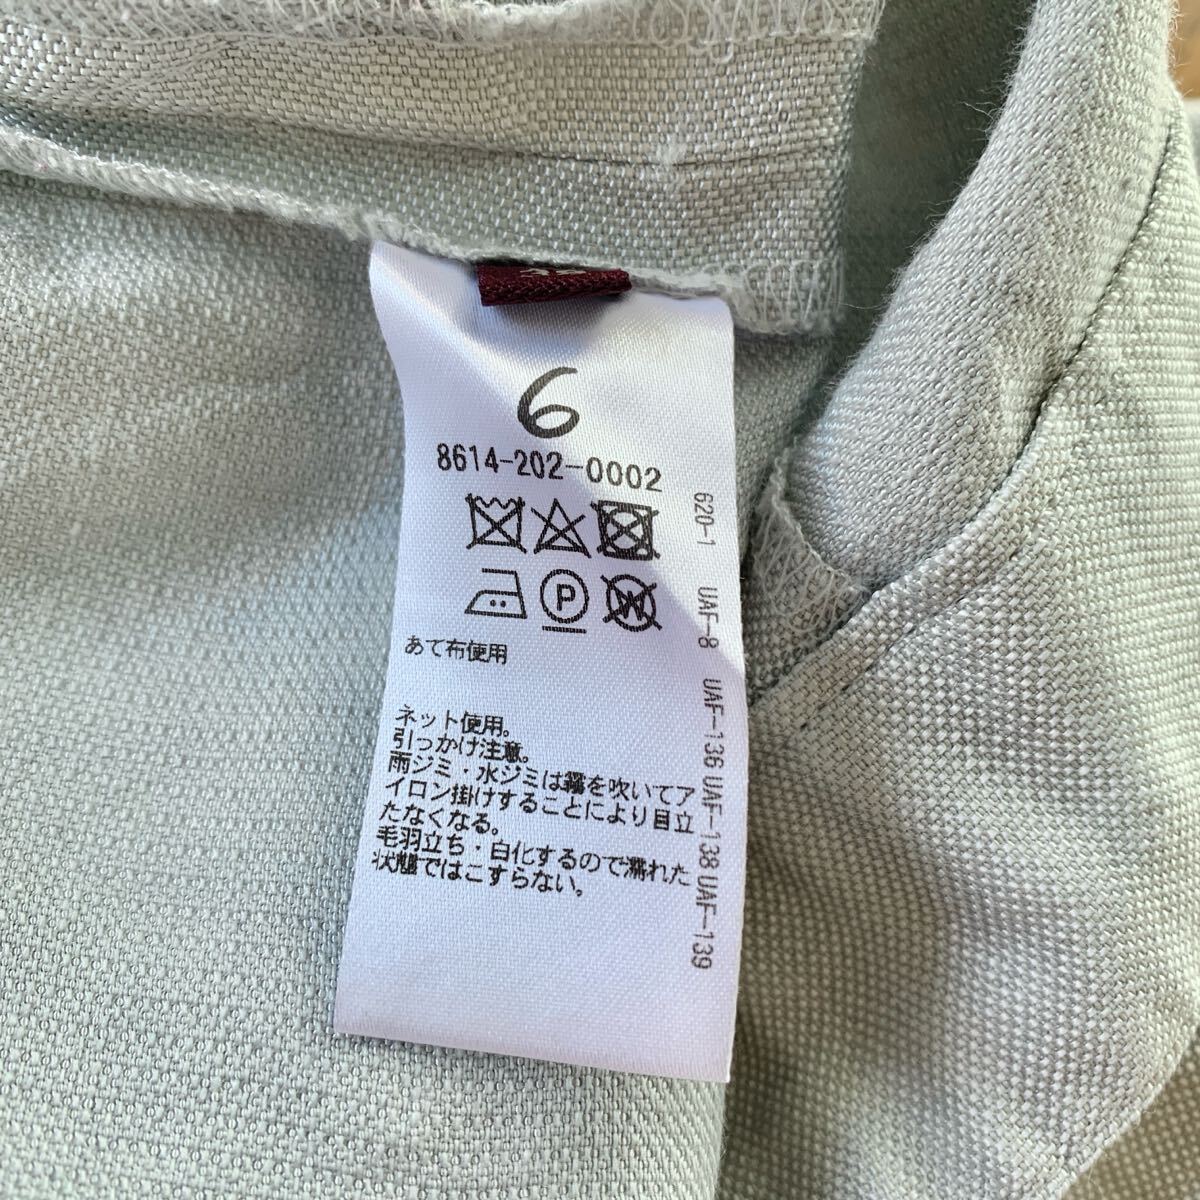 6
8614-202-0002
P
W
あて布使用
ネット使用。
引っかけ注意。
雨ジミ・水ジミは霧を吹いてア
イロン掛けすることにより目立
たなくなる。
毛羽立ち・白化するので濡れた
状態ではこすらない。
620-1 UAF-8 UAF-136 UAF-138 UAF-139